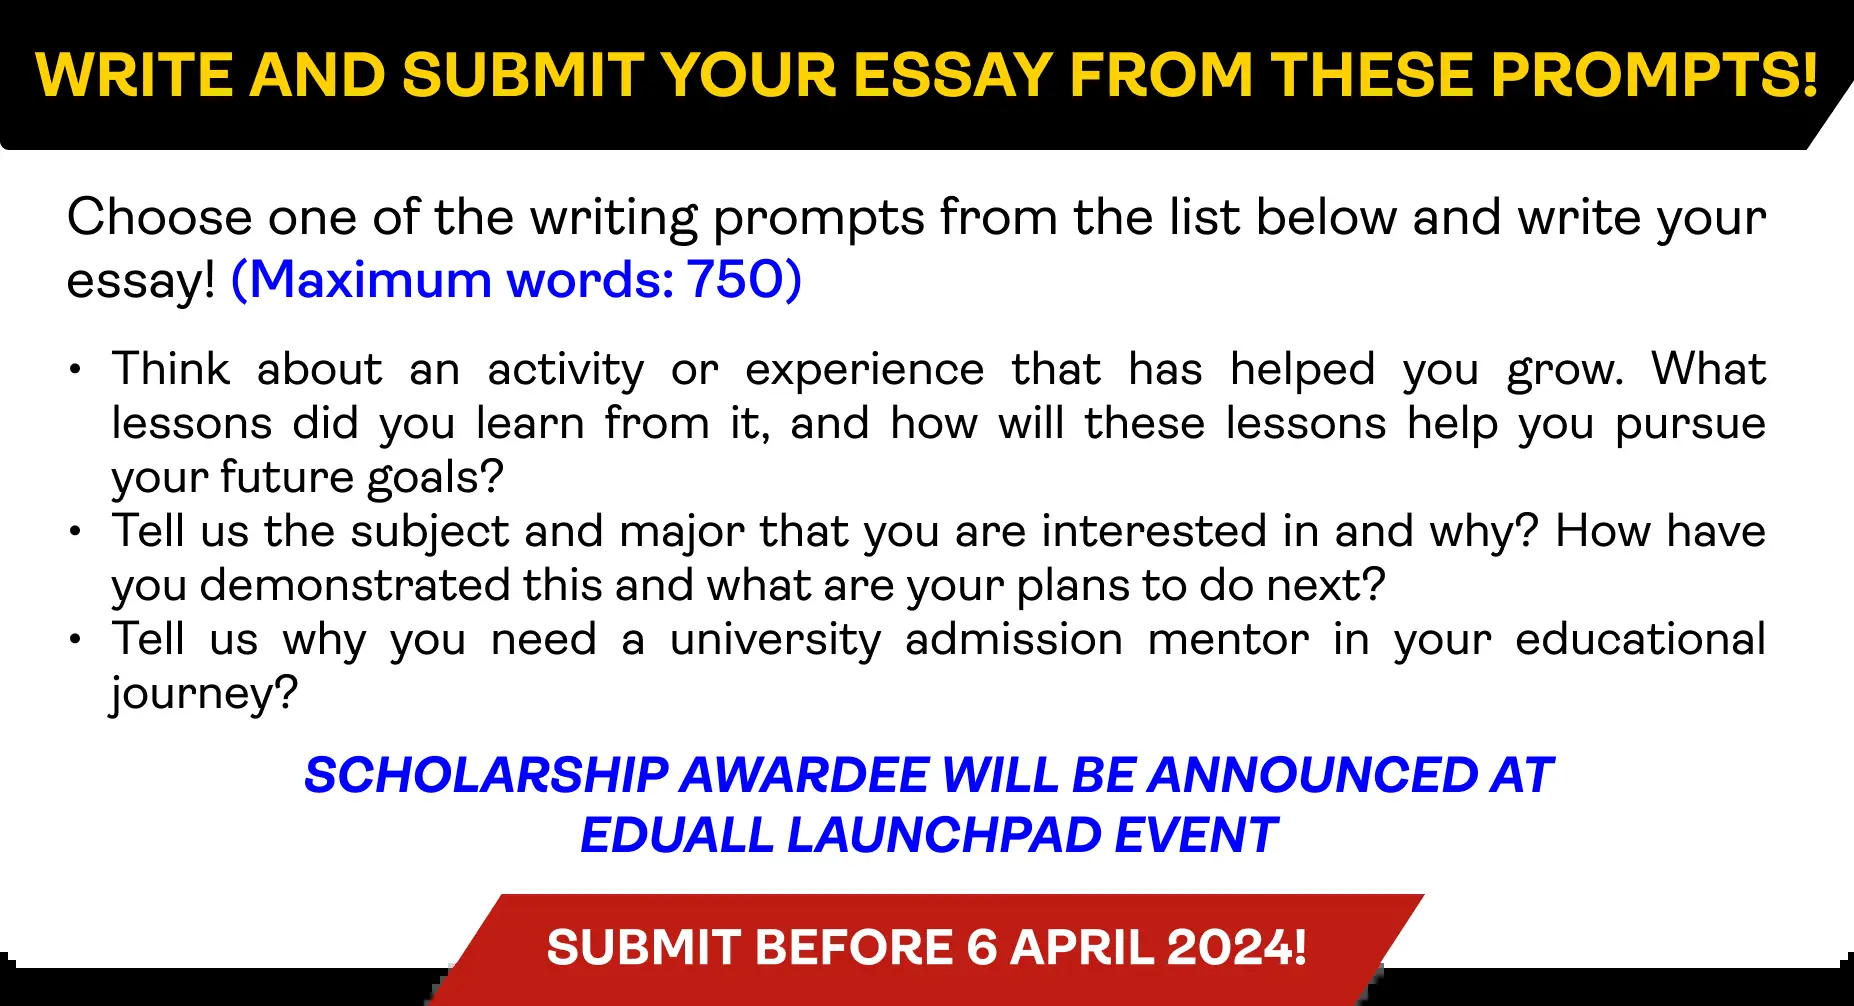 WRITE AND SUBMIT YOUR ESSAY FROM THESE PROMPTS!
Choose one of the writing prompts from the list below and write your
essay! (Maximum words: 750)
• Think about an activity or experience that has helped you grow. What
lessons did you learn from it, and how will these lessons help you pursue
your future goals?
• Tell us the subject and major that you are interested in and why? How have
you demonstrated this and what are your plans to do next?
• Tell us why you need a university admission mentor in your educational
journey?
SCHOLARSHIP AWARDEE WILL BE ANNOUNCED AT
EDUALL LAUNCHPAD EVENT
SUBMIT BEFORE 6 APRIL 2024!